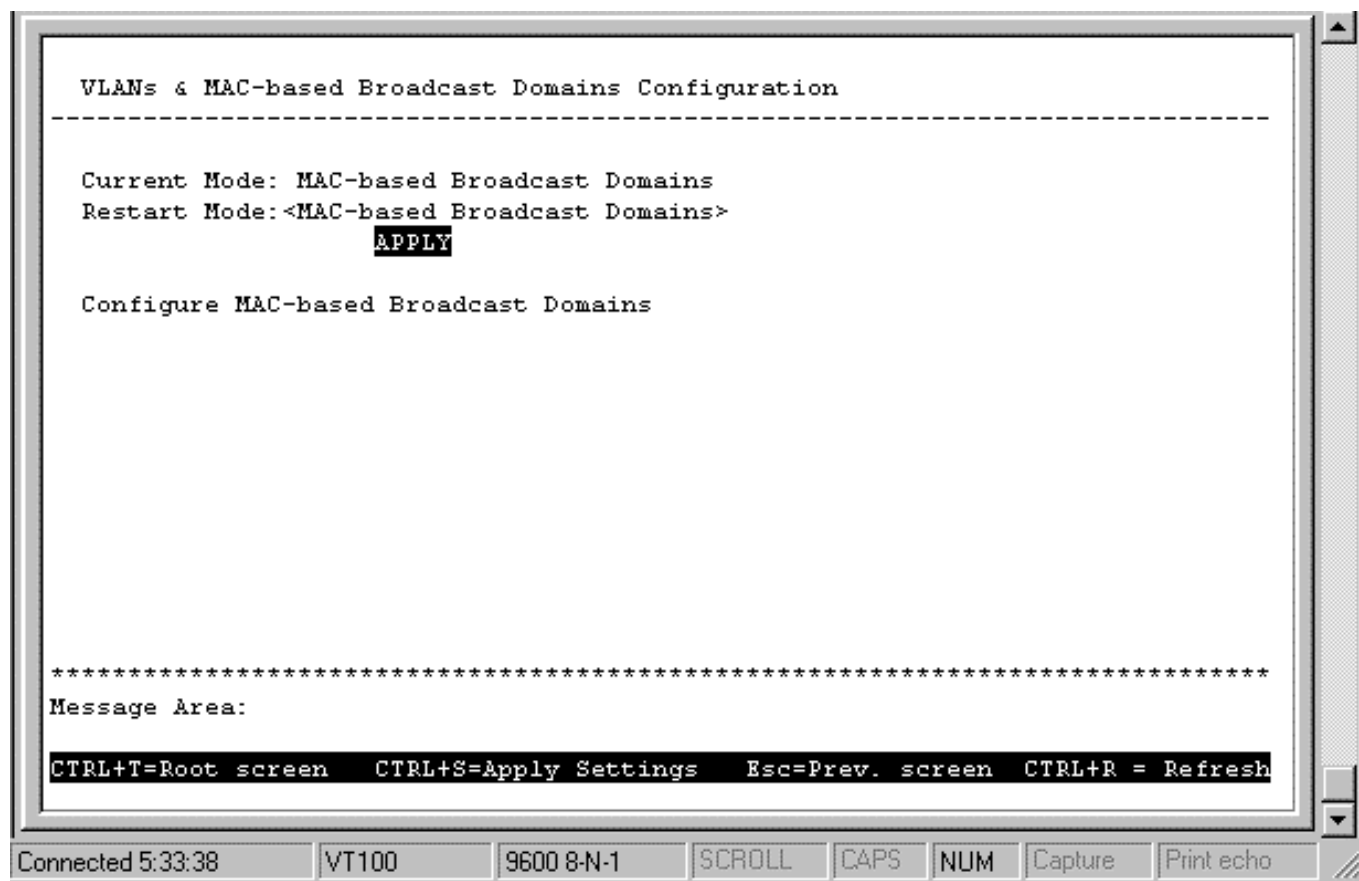 VLANs & MAC-based Broadcast Domains Configuration
-------------------------------------------------------------------------------
Current Mode: MAC-based Broadcast Domains
Restart Mode:<MAC-based Broadcast Domains>
APPLY
Configure MAC-based Broadcast Domains
*******************************************************************************
Message Area:
CTRL+T=Root screen   CTRL+S=Apply Settings   Esc=Prev. screen  CTRL+R = Refresh
Connected 5:33:38 VT100 9600 8-N-1 SCROLL CAPS NUM Capture Print echo